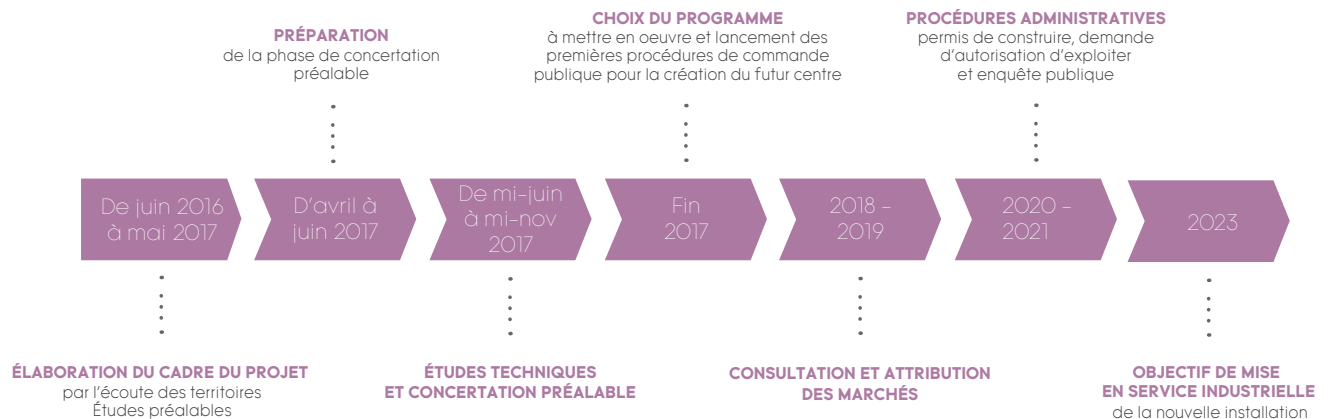 CHOIX DU PROGRAMME
à mettre en oeuvre et lancement des
premières procédures de commande
publique pour la création du futur centre
PROCÉDURES ADMINISTRATIVES
permis de construire, demande
d'autorisation d'exploiter
et enquête publique
PRÉPARATION
de la phase de concertation
préalable
De juin 2016
à mai 2017
D'avril à
juin 2017
De mi-juin
à mi-nov
2017
Fin
2017
2018 -
2019
2020 -
2021
2023
ÉLABORATION DU CADRE DU PROJET
par l'écoute des territoires
Études préalables
ÉTUDES TECHNIQUES
ET CONCERTATION PRÉALABLE
CONSULTATION ET ATTRIBUTION
DES MARCHÉS
OBJECTIF DE MISE
EN SERVICE INDUSTRIELLE
de la nouvelle installation